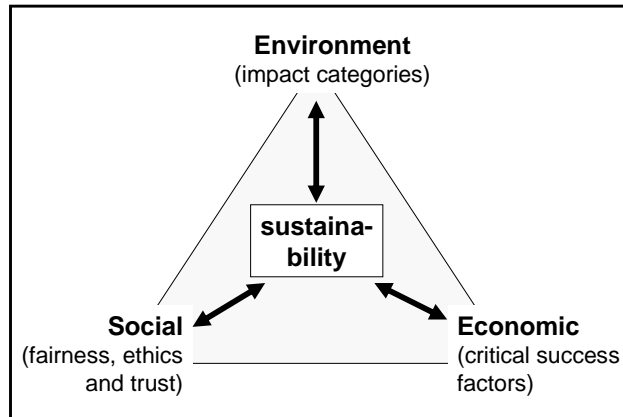 Environment
(impact categories)
sustaina-
bility
Social
(fairness, ethics
and trust)
Economic
(critical success
factors)